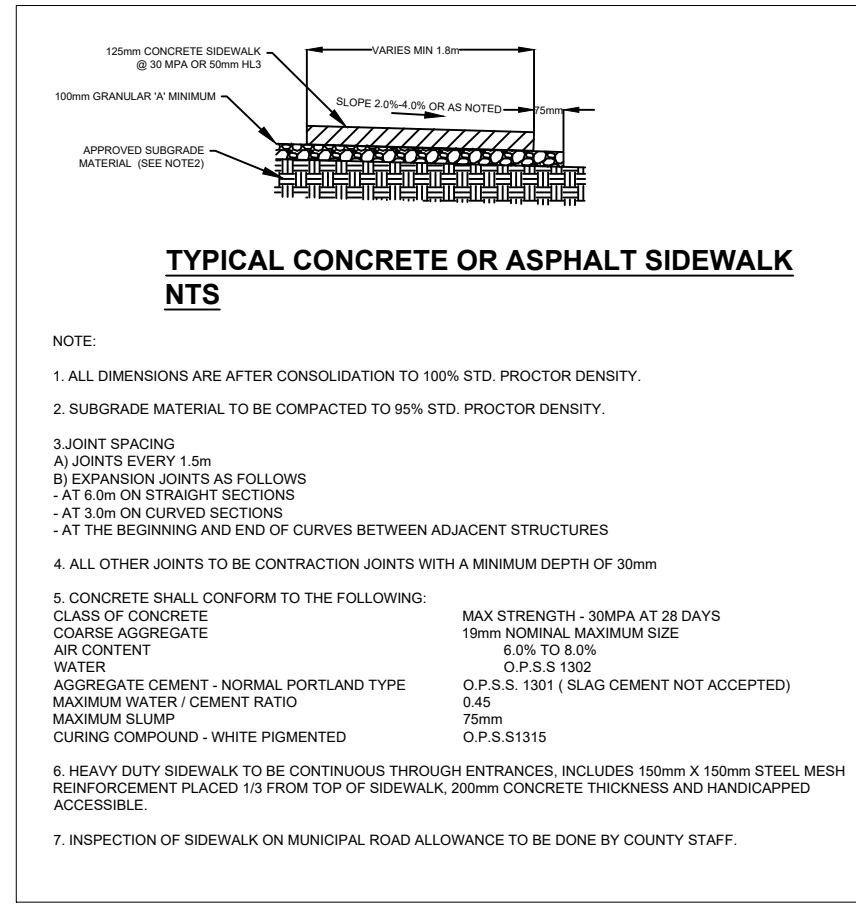 125mm CONCRETE SIDEWALK
@ 30 MPA OR 50mm HL3
VARIES MIN 1.8m
100mm GRANULAR 'A' MINIMUM
SLOPE 2.0%-4.0% OR AS NOTED
75mm
APPROVED SUBGRADE
MATERIAL (SEE NOTE2)
TYPICAL CONCRETE OR ASPHALT SIDEWALK
NTS
NOTE:
1. ALL DIMENSIONS ARE AFTER CONSOLIDATION TO 100% STD. PROCTOR DENSITY.
2. SUBGRADE MATERIAL TO BE COMPACTED TO 95% STD. PROCTOR DENSITY.
3.JOINT SPACING
A) JOINTS EVERY 1.5m
B) EXPANSION JOINTS AS FOLLOWS
- AT 6.0m ON STRAIGHT SECTIONS
- AT 3.0m ON CURVED SECTIONS
- AT THE BEGINNING AND END OF CURVES BETWEEN ADJACENT STRUCTURES
4. ALL OTHER JOINTS TO BE CONTRACTION JOINTS WITH A MINIMUM DEPTH OF 30mm
5. CONCRETE SHALL CONFORM TO THE FOLLOWING:
CLASS OF CONCRETE MAX STRENGTH - 30MPA AT 28 DAYS
COARSE AGGREGATE 19mm NOMINAL MAXIMUM SIZE
AIR CONTENT 6.0% TO 8.0%
WATER O.P.S.S 1302
AGGREGATE CEMENT - NORMAL PORTLAND TYPE O.P.S.S. 1301 ( SLAG CEMENT NOT ACCEPTED)
MAXIMUM WATER / CEMENT RATIO 0.45
MAXIMUM SLUMP 75mm
CURING COMPOUND - WHITE PIGMENTED O.P.S.S1315
6. HEAVY DUTY SIDEWALK TO BE CONTINUOUS THROUGH ENTRANCES, INCLUDES 150mm X 150mm STEEL MESH
REINFORCEMENT PLACED 1/3 FROM TOP OF SIDEWALK, 200mm CONCRETE THICKNESS AND HANDICAPPED
ACCESSIBLE.
7. INSPECTION OF SIDEWALK ON MUNICIPAL ROAD ALLOWANCE TO BE DONE BY COUNTY STAFF.